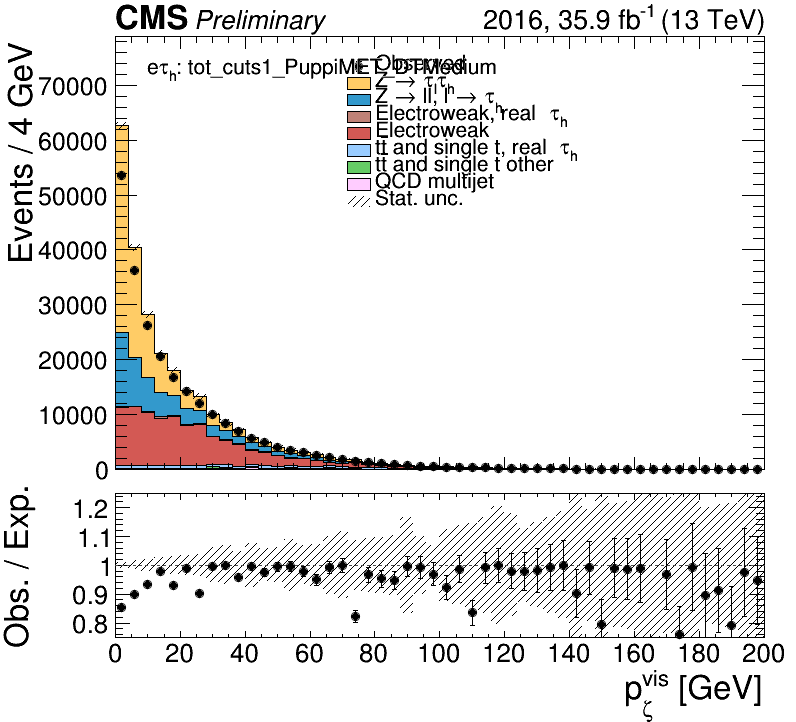 CMS Preliminary 2016, 35.9 fb⁻¹ (13 TeV)
eτh: tot_cuts1_PuppiMET_DTMedium
Observed
Z → ττh
Z → ll, l → τh
Electroweak, real τh
Electroweak
tt̄ and single t, real τh
tt̄ and single t other
QCD multijet
Stat. unc.
Events / 4 GeV
70000
60000
50000
40000
30000
20000
10000
0
Obs. / Exp.
1.2
1.1
1
0.9
0.8
0 20 40 60 80 100 120 140 160 180 200
pζ^vis [GeV]